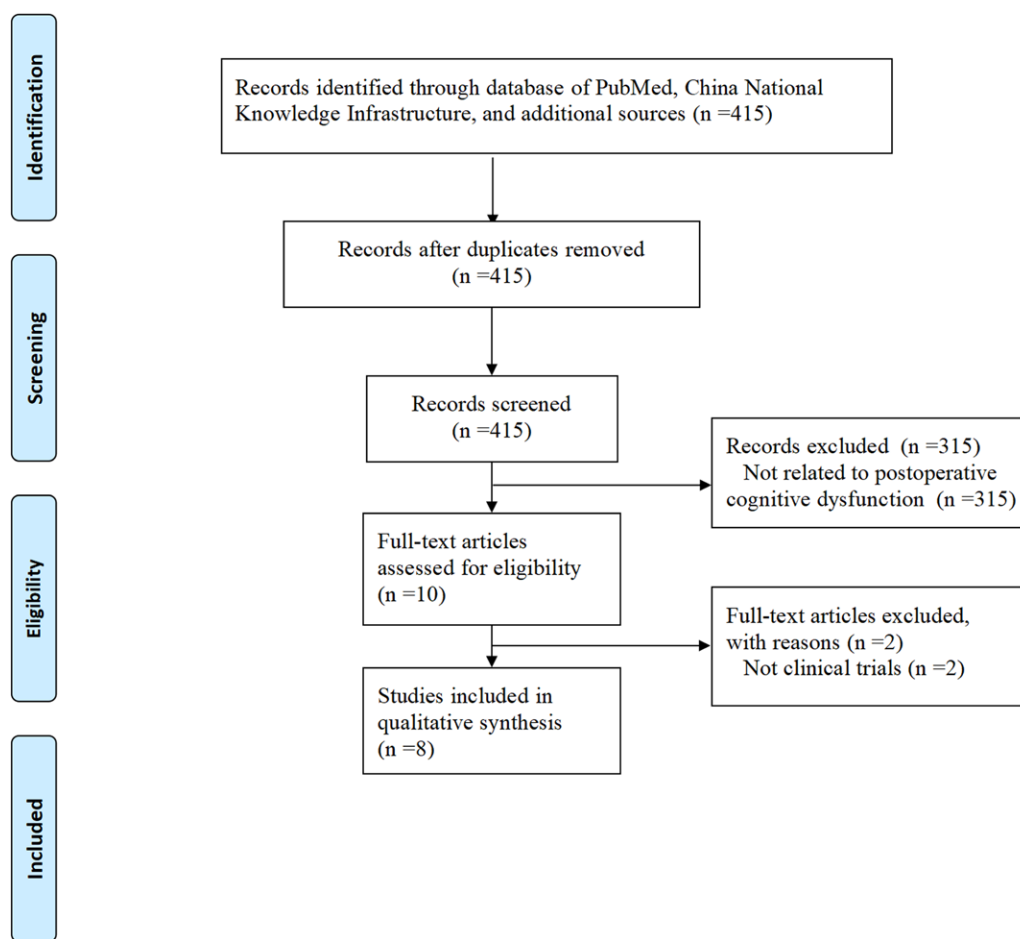 Identification
Records identified through database of PubMed, China National
Knowledge Infrastructure, and additional sources (n =415)
Records after duplicates removed
(n =415)
Screening
Records screened
(n =415)
Records excluded (n =315)
Not related to postoperative
cognitive dysfunction (n =315)
Eligibility
Full-text articles
assessed for eligibility
(n =10)
Full-text articles excluded,
with reasons (n =2)
Not clinical trials (n =2)
Studies included in
qualitative synthesis
(n =8)
Included